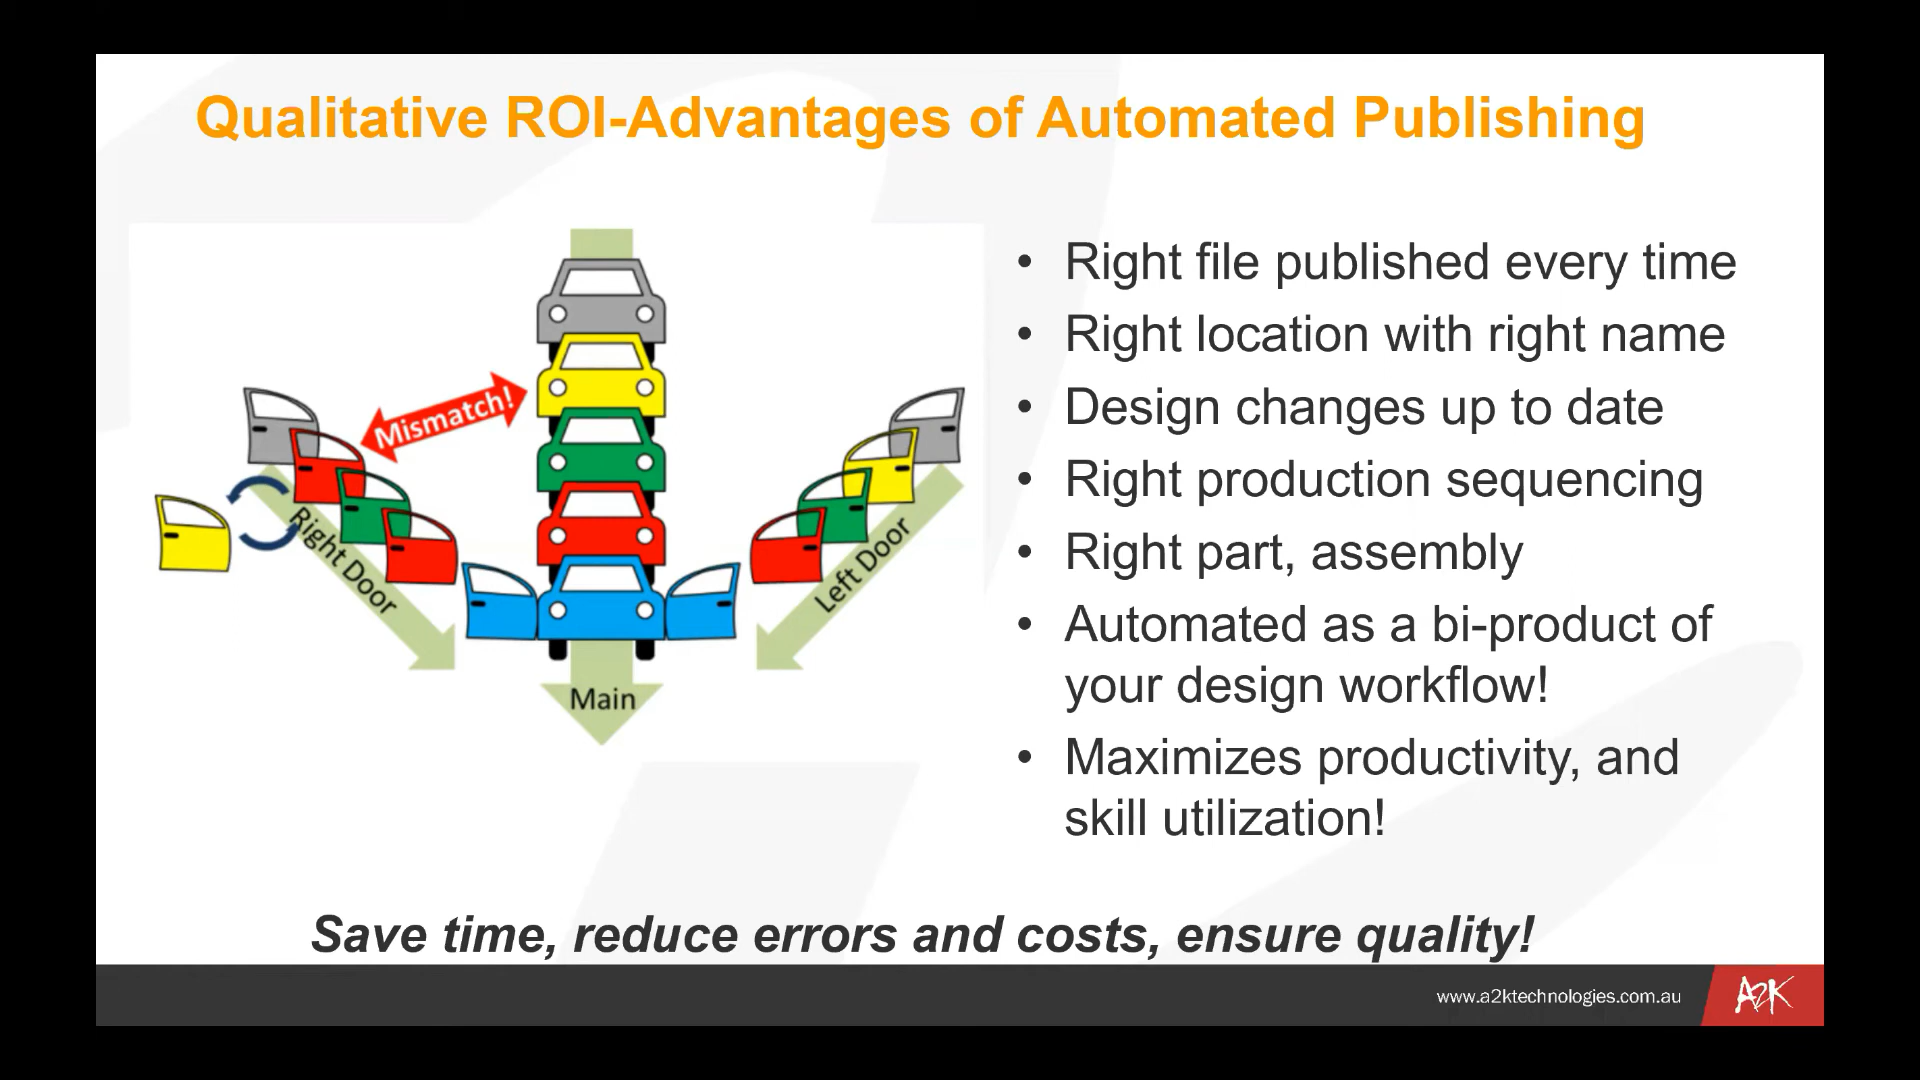 Qualitative ROI-Advantages of Automated Publishing
Mismatch!
Right Door
Left Door
Main
• Right file published every time
• Right location with right name
• Design changes up to date
• Right production sequencing
• Right part, assembly
• Automated as a bi-product of
your design workflow!
• Maximizes productivity, and
skill utilization!
Save time, reduce errors and costs, ensure quality!
www.a2ktechnologies.com.au
A2K